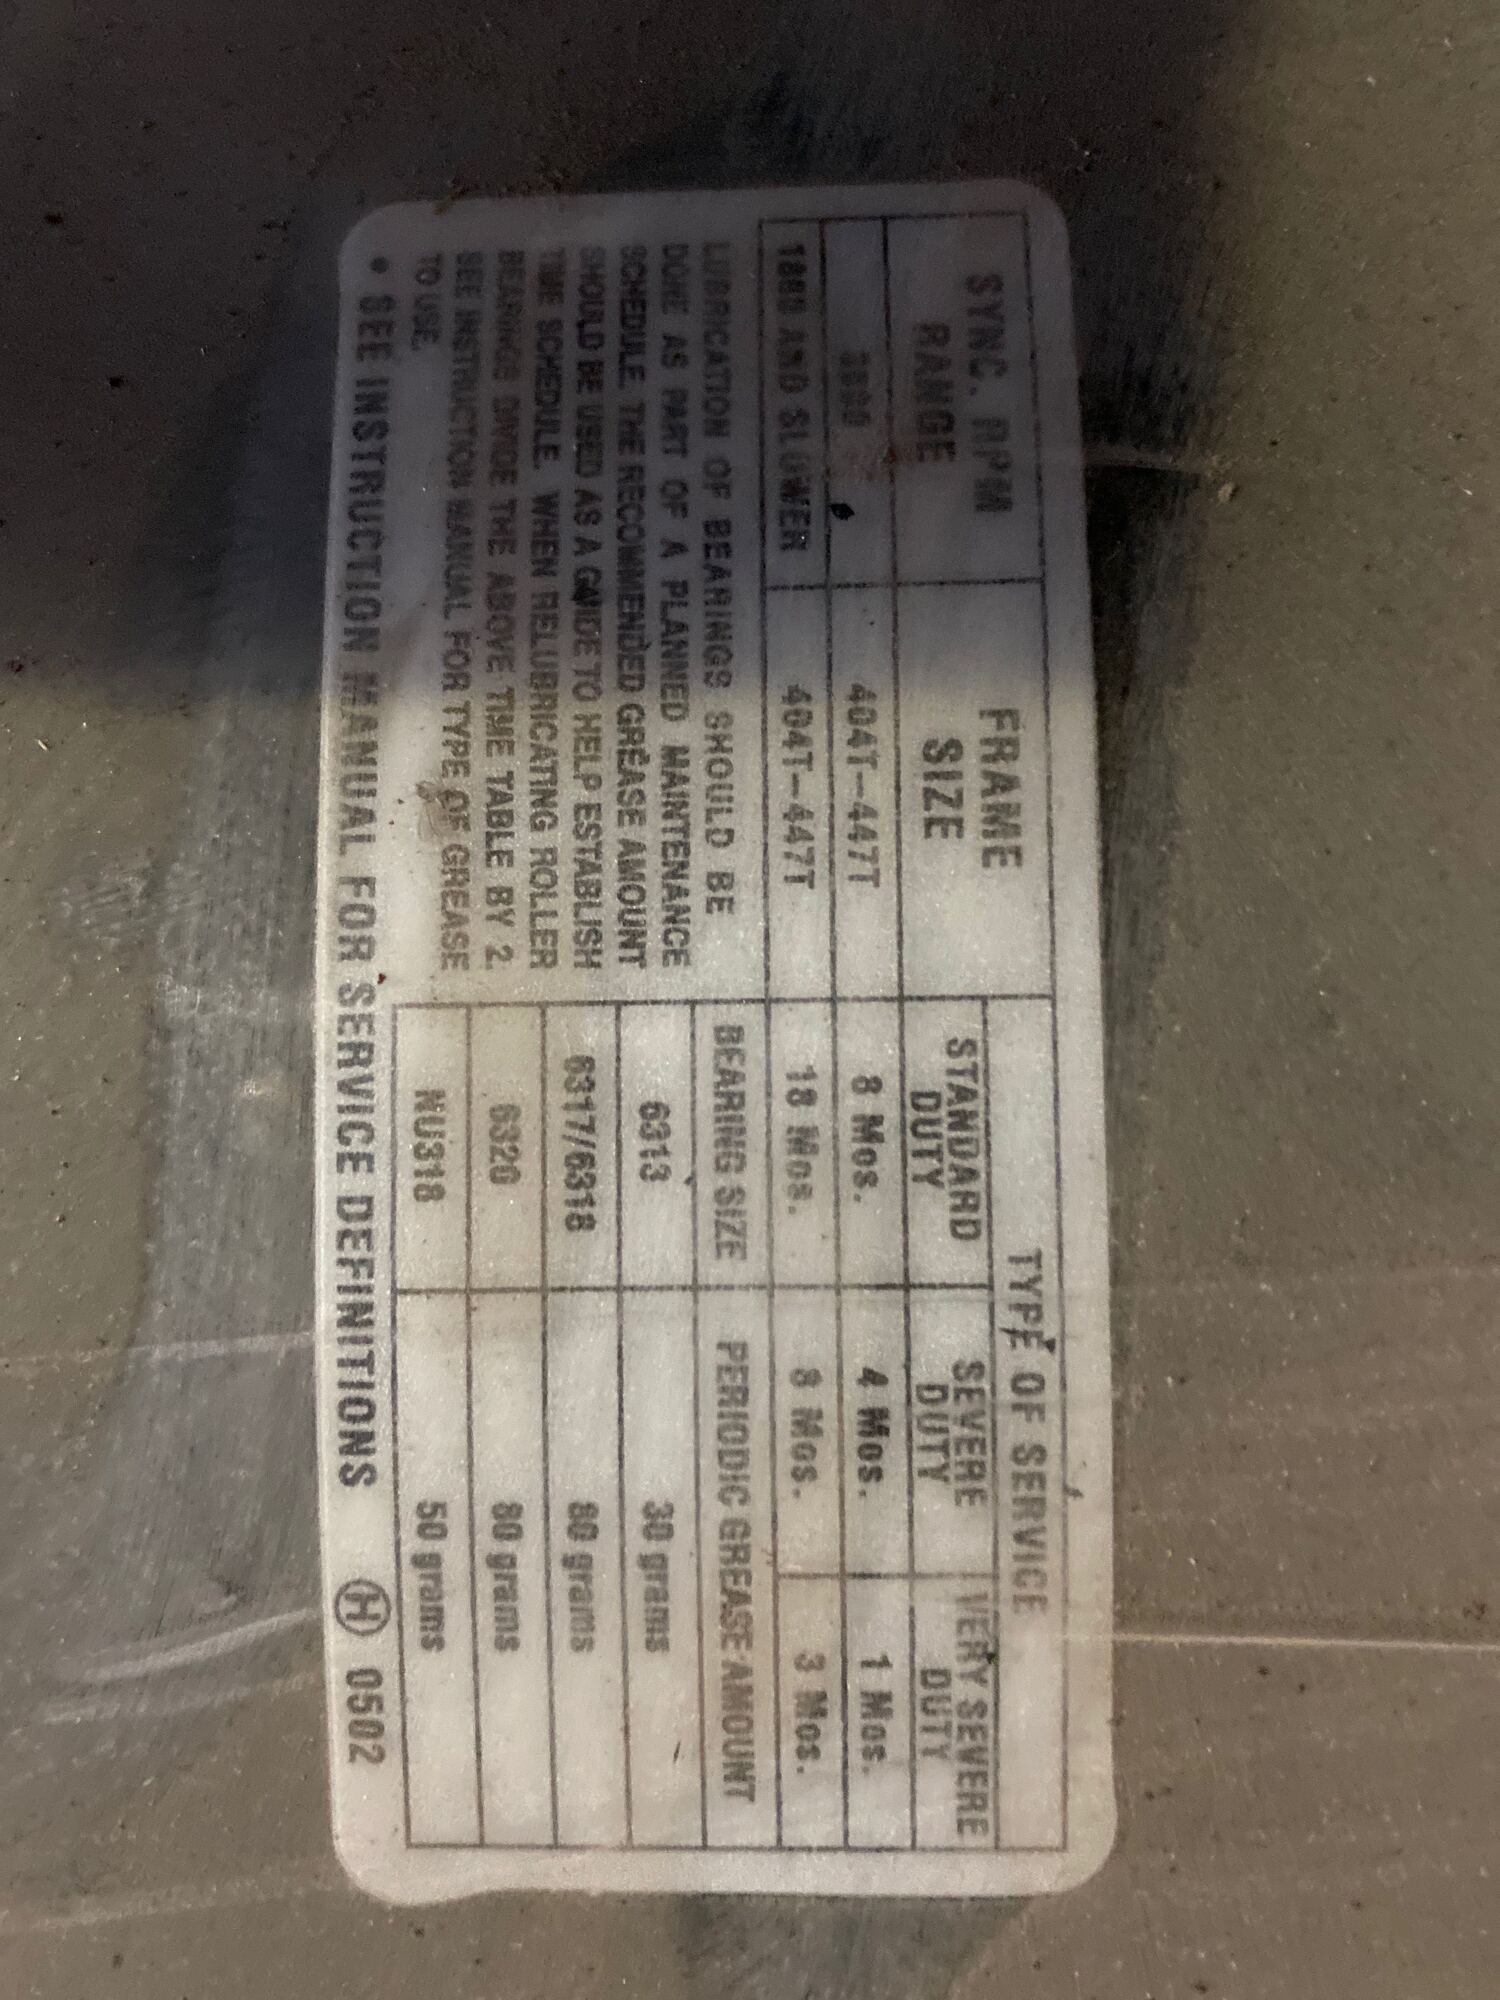 SYNC. RPM RANGE
FRAME SIZE
TYPE OF SERVICE
STANDARD DUTY
SEVERE DUTY
VERY SEVERE DUTY
3600 404T-447T 8 Mos. 4 Mos. 1 Mos.
1800 AND SLOWER 404T-447T 18 Mos. 8 Mos. 3 Mos.
LUBRICATION OF BEARINGS SHOULD BE
DONE AS PART OF A PLANNED MAINTENANCE
SCHEDULE. THE RECOMMENDED GREASE AMOUNT
SHOULD BE USED AS A GUIDE TO HELP ESTABLISH
TIME SCHEDULE. WHEN RELUBRICATING ROLLER
BEARINGS DIVIDE THE ABOVE TIME TABLE BY 2.
SEE INSTRUCTION MANUAL FOR TYPE OF GREASE
TO USE.
BEARING SIZE PERIODIC GREASE AMOUNT
6313 30 grams
6317/6318 grams
6320 80 grams
NU318 50 grams
• SEE INSTRUCTION MANUAL FOR SERVICE DEFINITIONS H 0502